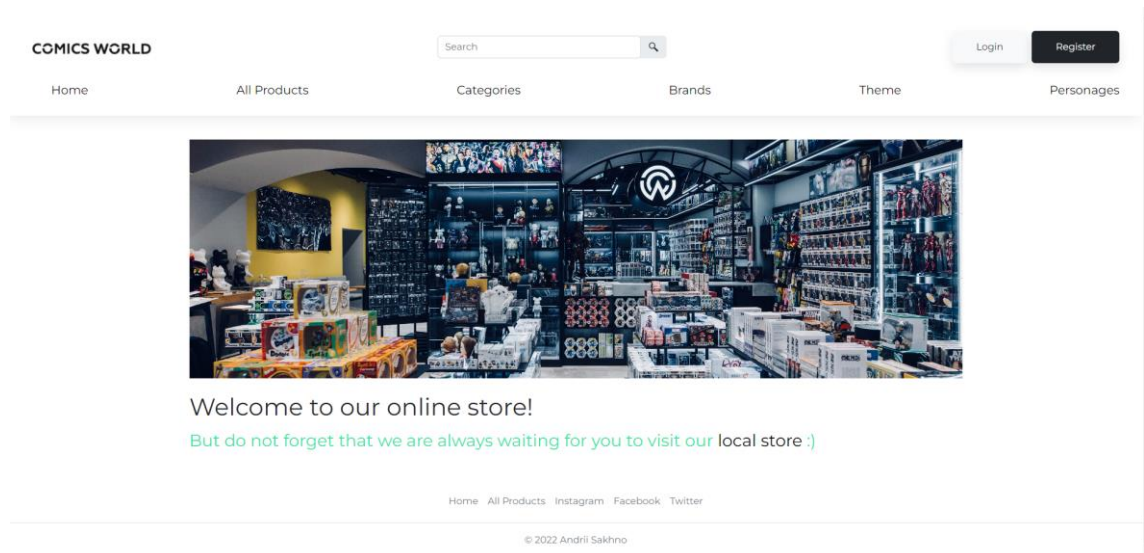 COMICS WORLD
Search
Login
Register
Home
All Products
Categories
Brands
Theme
Personages
Welcome to our online store!
But do not forget that we are always waiting for you to visit our local store :)
Home All Products Instagram Facebook Twitter
© 2022 Andrii Sakhno